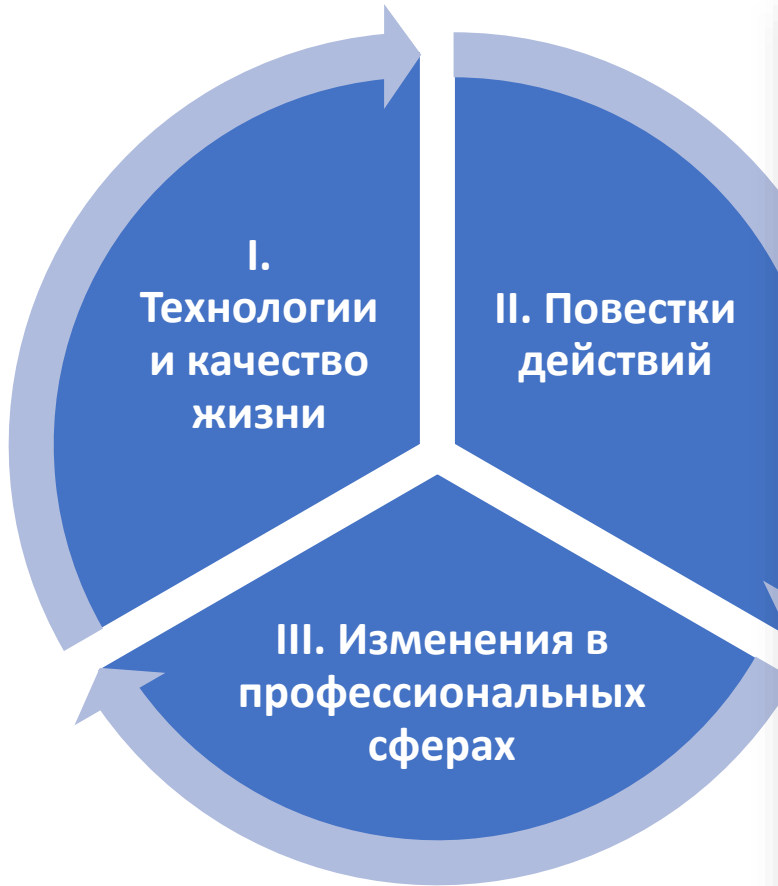 I.
Технологии
и качество
жизни
II. Повестки
действий
III. Изменения в
профессиональных
сферах